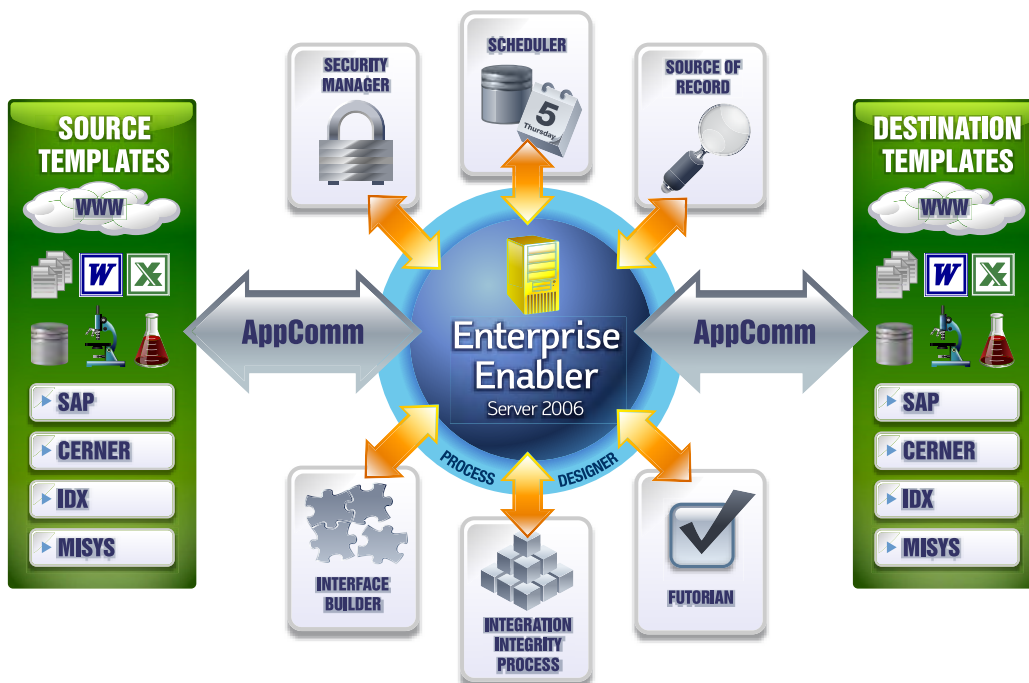 SOURCE
TEMPLATES
WWW
W
X
SAP
CERNER
IDX
MISYS
AppComm
SECURITY
MANAGER
SCHEDULER
5
Thursday
SOURCE OF
RECORD
Enterprise
Enabler
Server 2006
PROCESS DESIGNER
INTERFACE
BUILDER
INTEGRATION
INTEGRITY
PROCESS
FUTORIAN
AppComm
DESTINATION
TEMPLATES
WWW
W
X
SAP
CERNER
IDX
MISYS